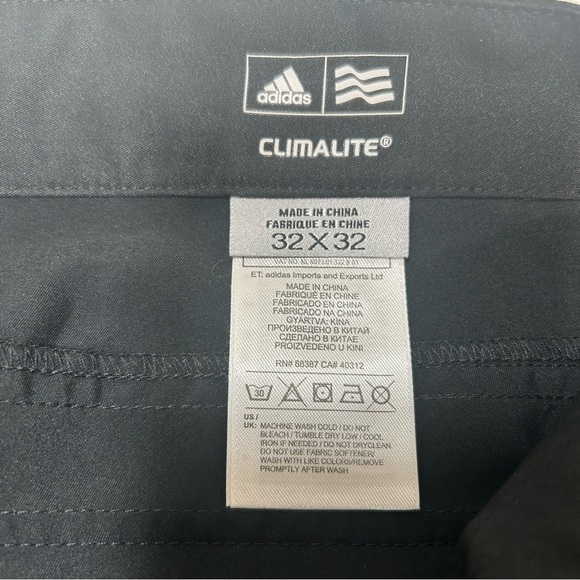 adidas
CLIMALITE®
MADE IN CHINA
FABRIQUE EN CHINE
32 X 32
ET: adidas Imports and Exports Ltd
MADE IN CHINA
FABRIQUÉ EN CHINE
FABRICADO EN CHINA
FABRICADO NA CHINA
GYÁRTVA: KINA
ПРОИЗВЕДЕНО В КИТАЙ
СДЕЛАНО В КИТАЕ
PROIZVEDENO U KINI
RN# 88387 CA# 40312
30
US /
UK: MACHINE WASH COLD / DO NOT
BLEACH / TUMBLE DRY LOW / COOL
IRON IF NEEDED / DO NOT DRYCLEAN
DO NOT USE FABRIC SOFTENER/
WASH WITH LIKE COLORS/REMOVE
PROMPTLY AFTER WASH